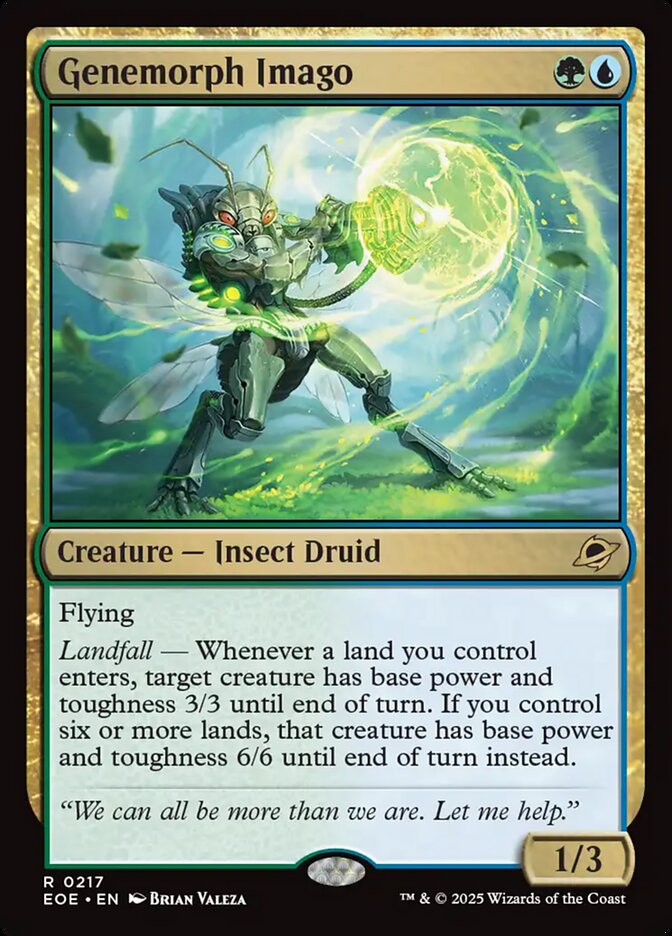 Genemorph Imago
Creature — Insect Druid
Flying
Landfall — Whenever a land you control
enters, target creature has base power and
toughness 3/3 until end of turn. If you control
six or more lands, that creature has base power
and toughness 6/6 until end of turn instead.
“We can all be more than we are. Let me help.”
1/3
R 0217
EOE • EN Brian Valeza
™ & © 2025 Wizards of the Coast